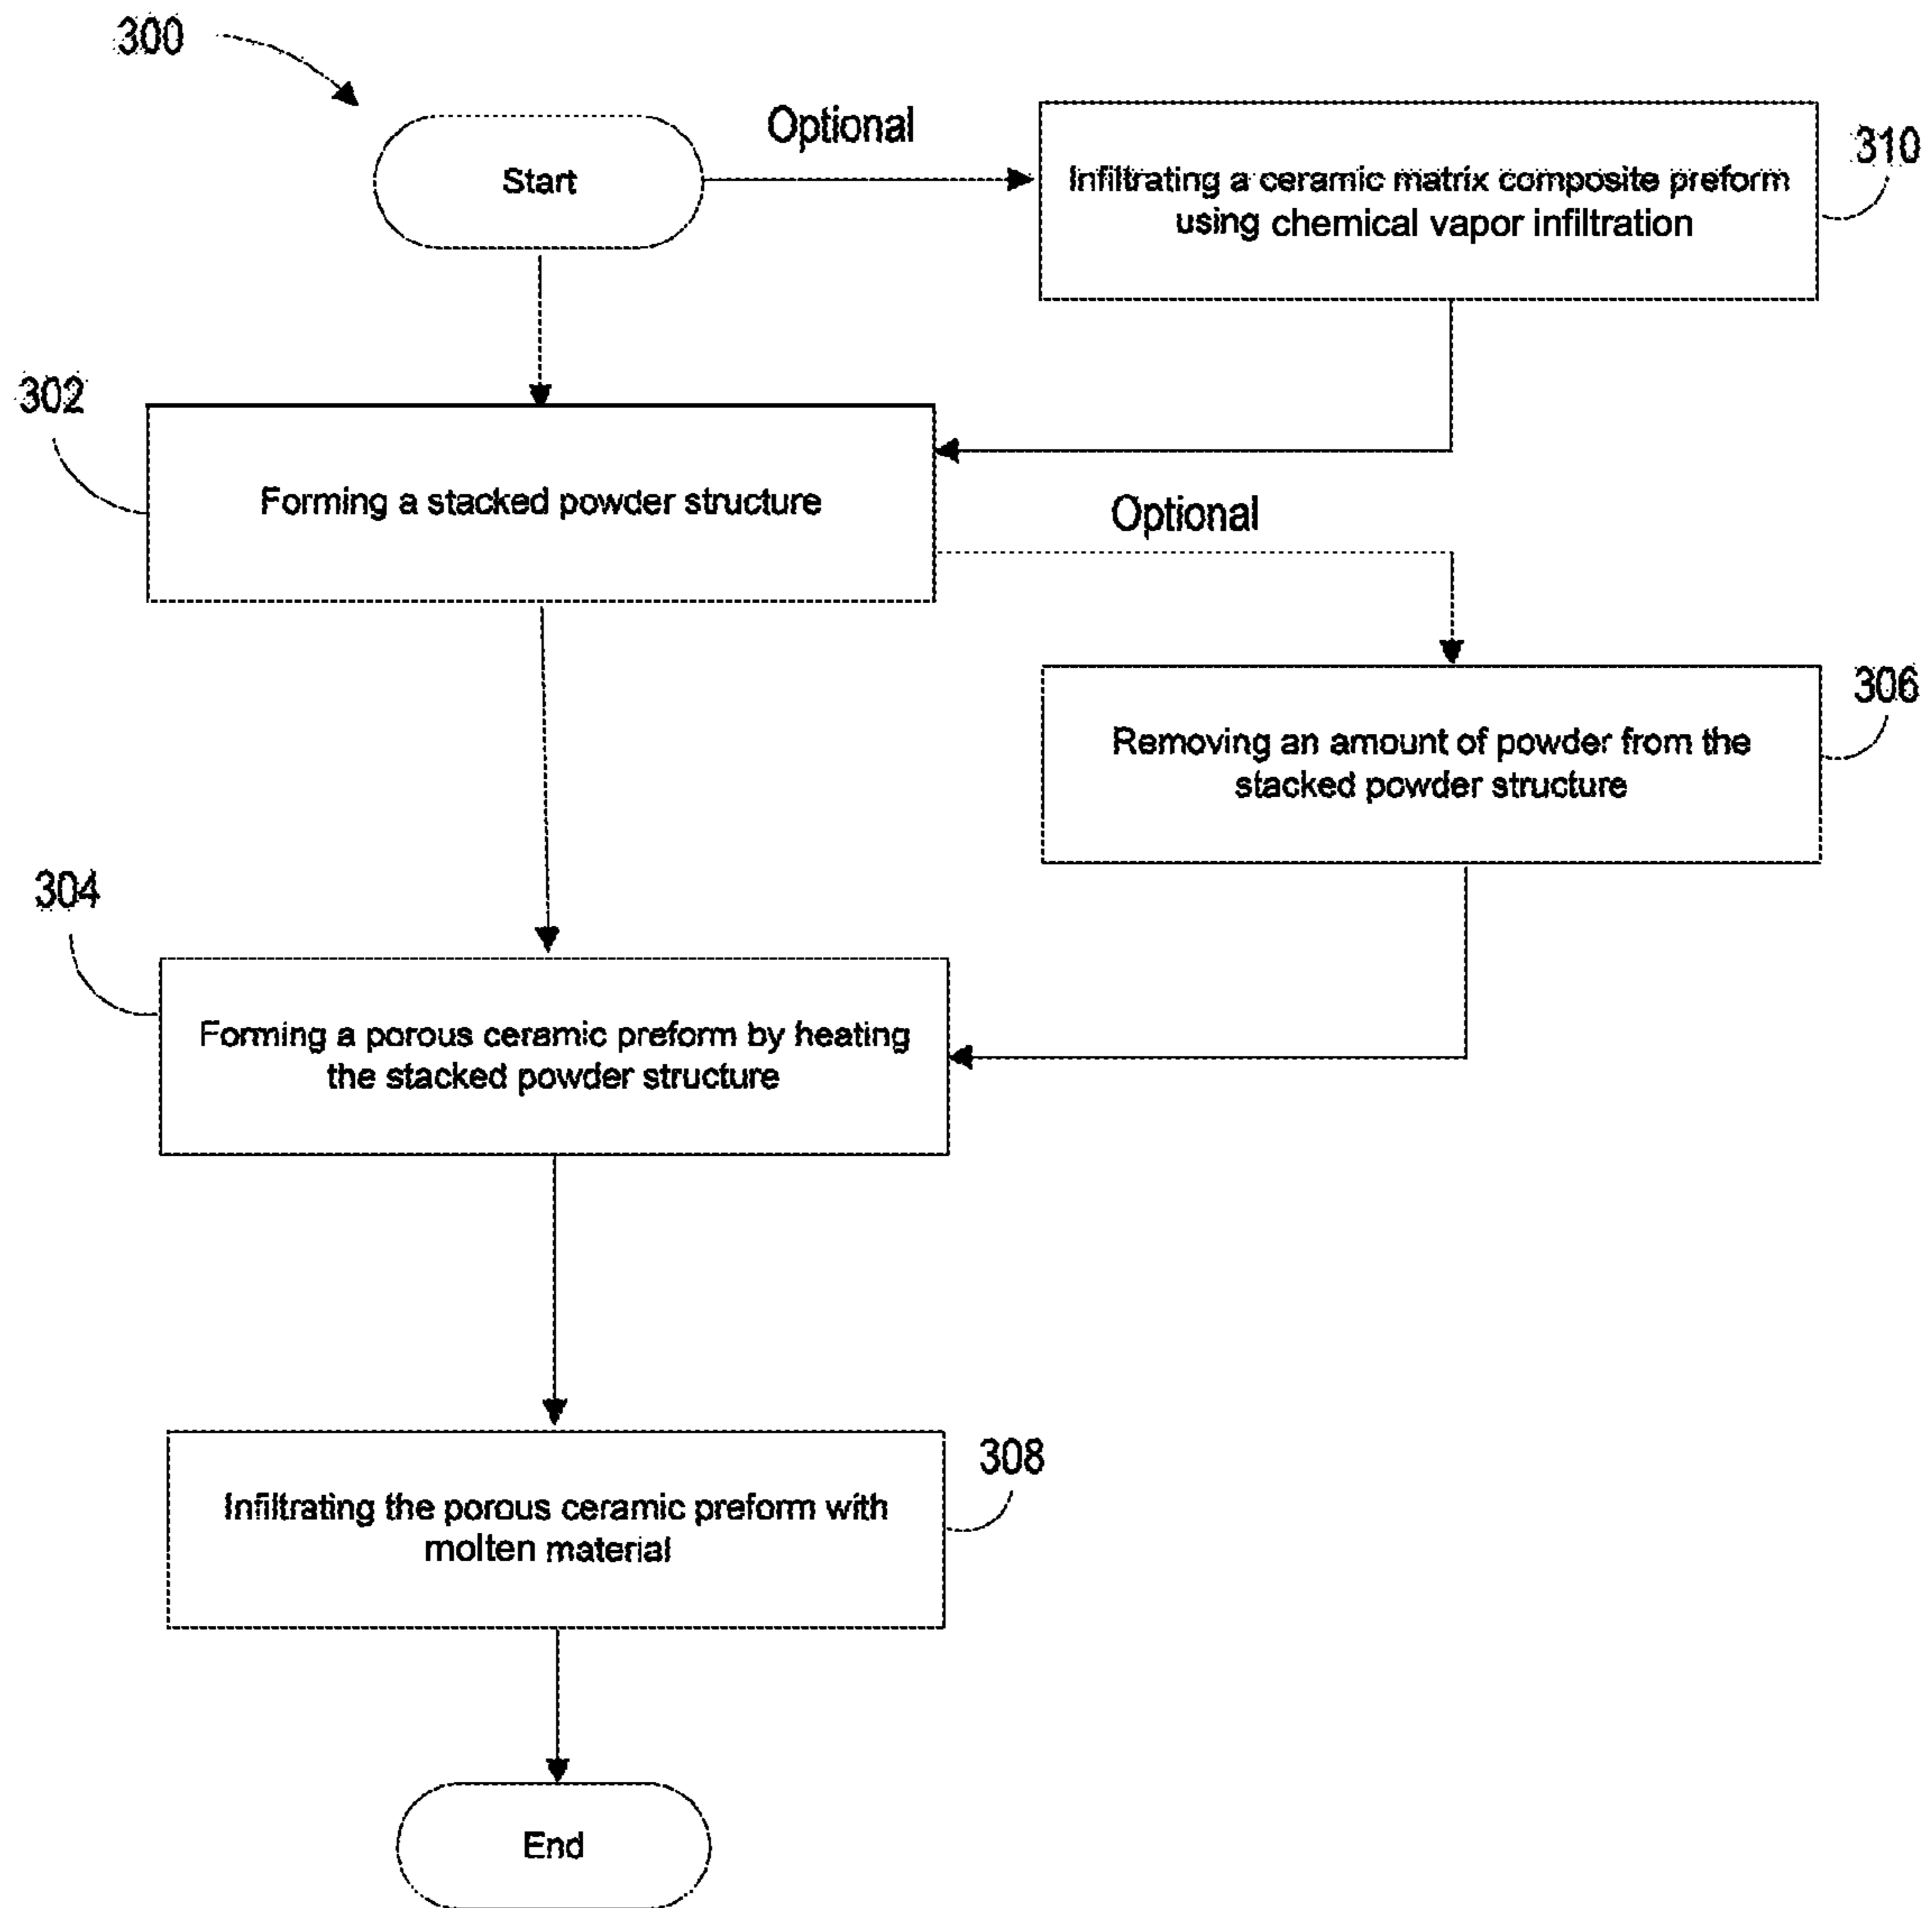 300
Start
Optional
Infiltrating a ceramic matrix composite preform
using chemical vapor infiltration
310
302
Forming a stacked powder structure
Optional
306
Removing an amount of powder from the
stacked powder structure
304
Forming a porous ceramic preform by heating
the stacked powder structure
308
Infiltrating the porous ceramic preform with
molten material
End